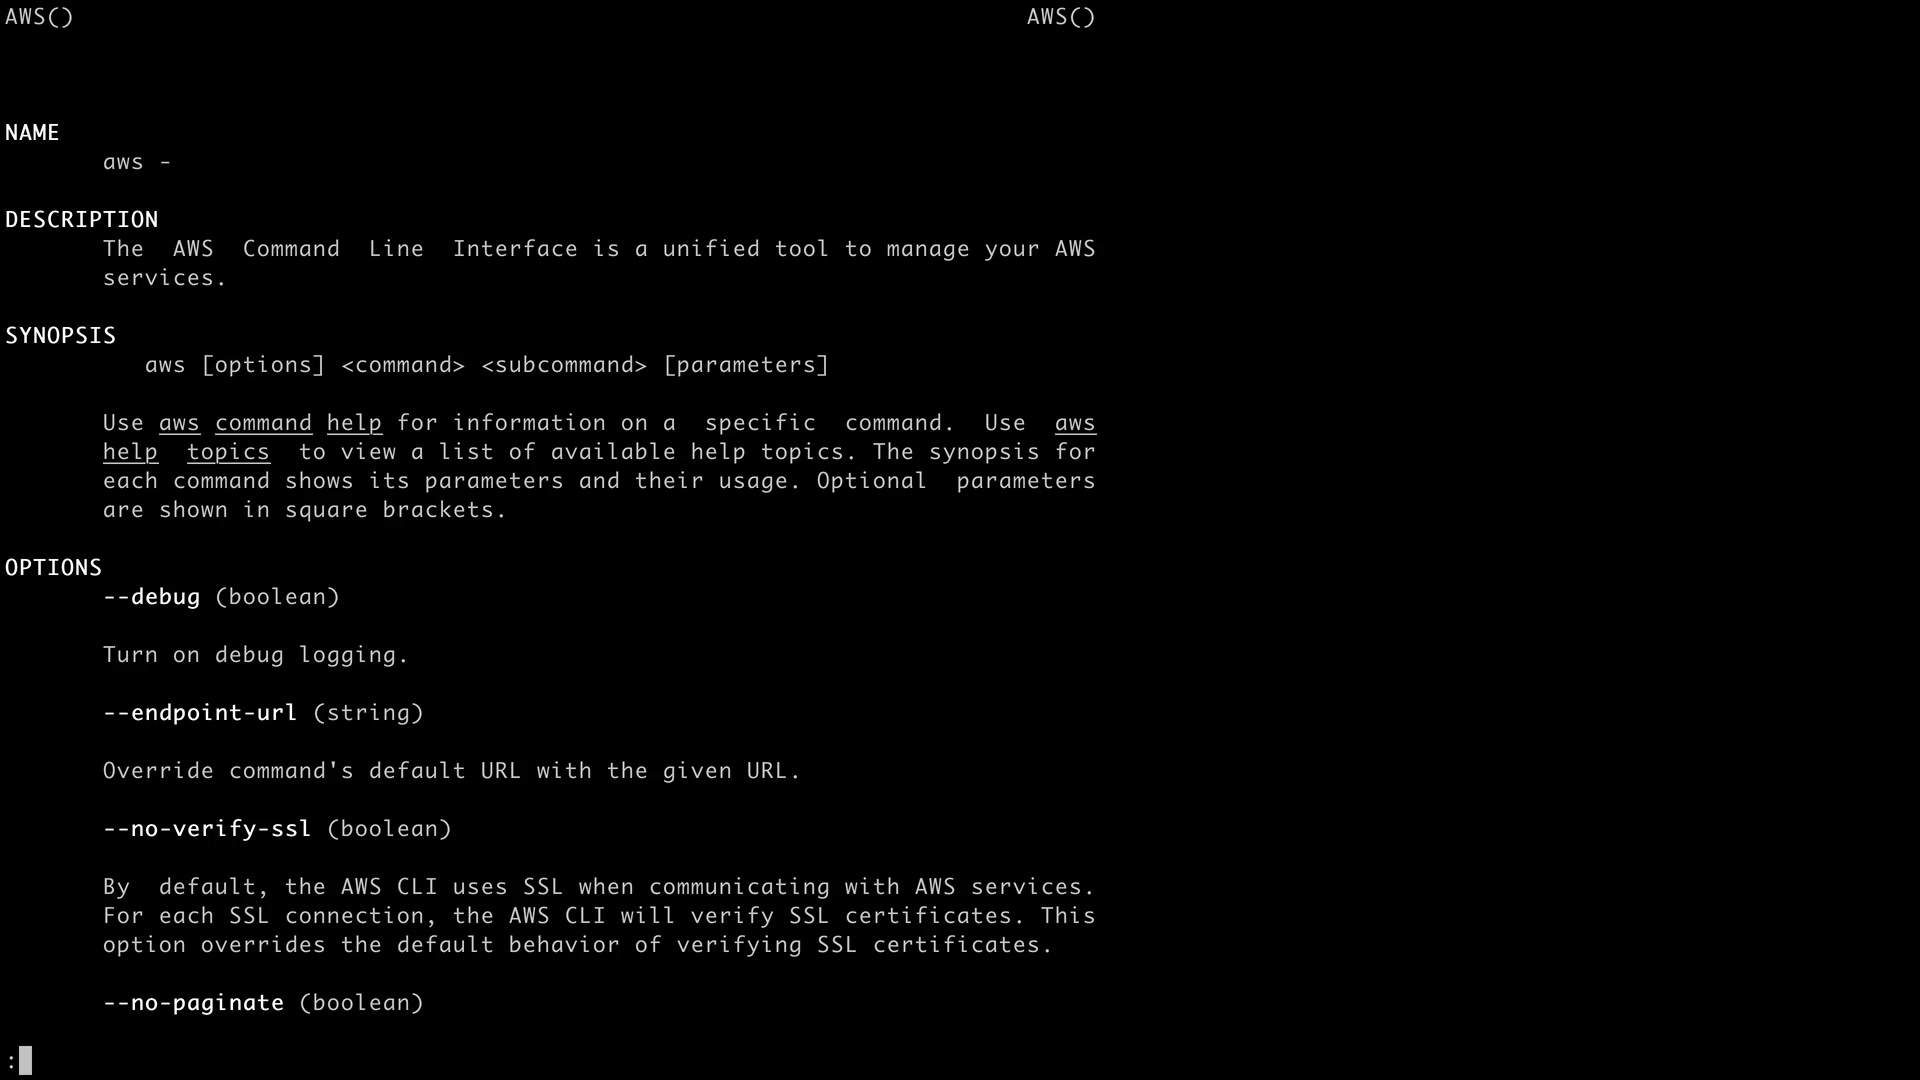 AWS() AWS()
NAME
aws -
DESCRIPTION
The AWS Command Line Interface is a unified tool to manage your AWS
services.
SYNOPSIS
aws [options] <command> <subcommand> [parameters]
Use aws command help for information on a specific command. Use aws
help topics to view a list of available help topics. The synopsis for
each command shows its parameters and their usage. Optional parameters
are shown in square brackets.
OPTIONS
--debug (boolean)
Turn on debug logging.
--endpoint-url (string)
Override command's default URL with the given URL.
--no-verify-ssl (boolean)
By default, the AWS CLI uses SSL when communicating with AWS services.
For each SSL connection, the AWS CLI will verify SSL certificates. This
option overrides the default behavior of verifying SSL certificates.
--no-paginate (boolean)
: